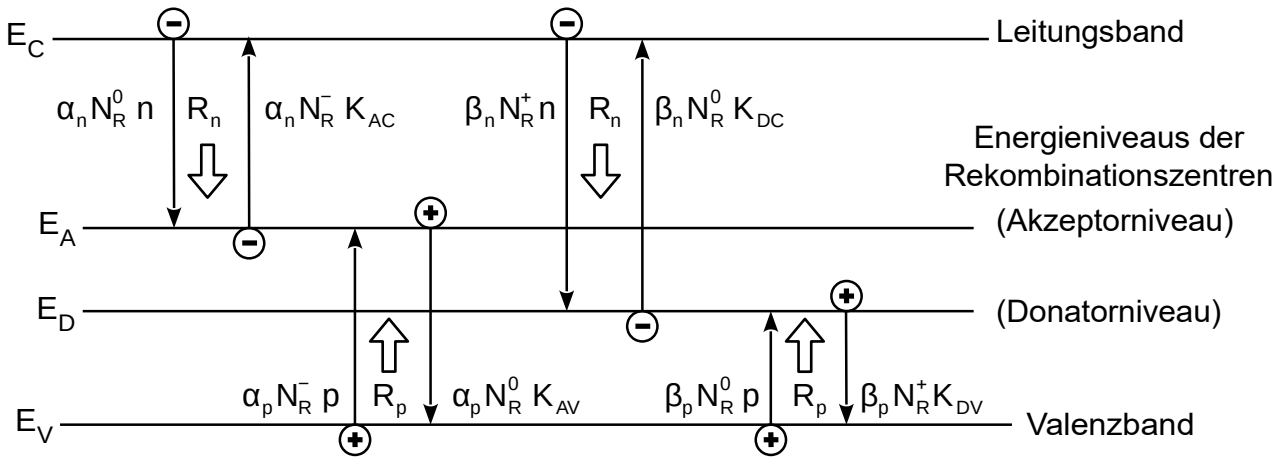 E_C Leitungsband
α_n N_R^0 n R_n α_n N_R^− K_AC β_n N_R^+ n R_n β_n N_R^0 K_DC
Energieniveaus der
Rekombinationszentren
E_A (Akzeptorniveau)
E_D (Donatorniveau)
α_p N_R^− p R_p α_p N_R^0 K_AV β_p N_R^0 p R_p β_p N_R^+ K_DV
E_V Valenzband